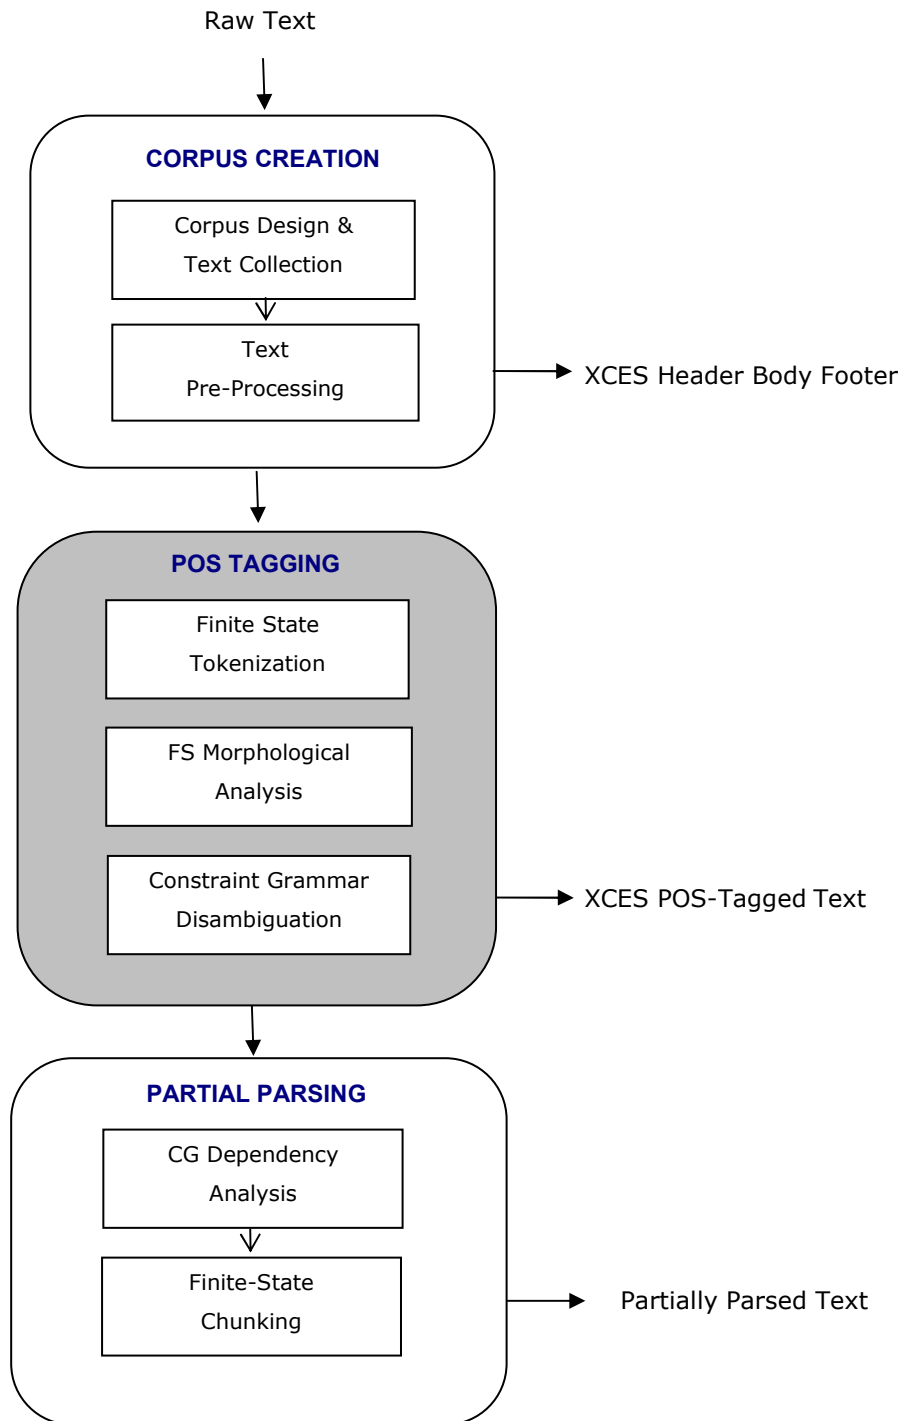 Raw Text
CORPUS CREATION
Corpus Design &
Text Collection
Text
Pre-Processing
XCES Header Body Footer
POS TAGGING
Finite State
Tokenization
FS Morphological
Analysis
Constraint Grammar
Disambiguation
XCES POS-Tagged Text
PARTIAL PARSING
CG Dependency
Analysis
Finite-State
Chunking
Partially Parsed Text